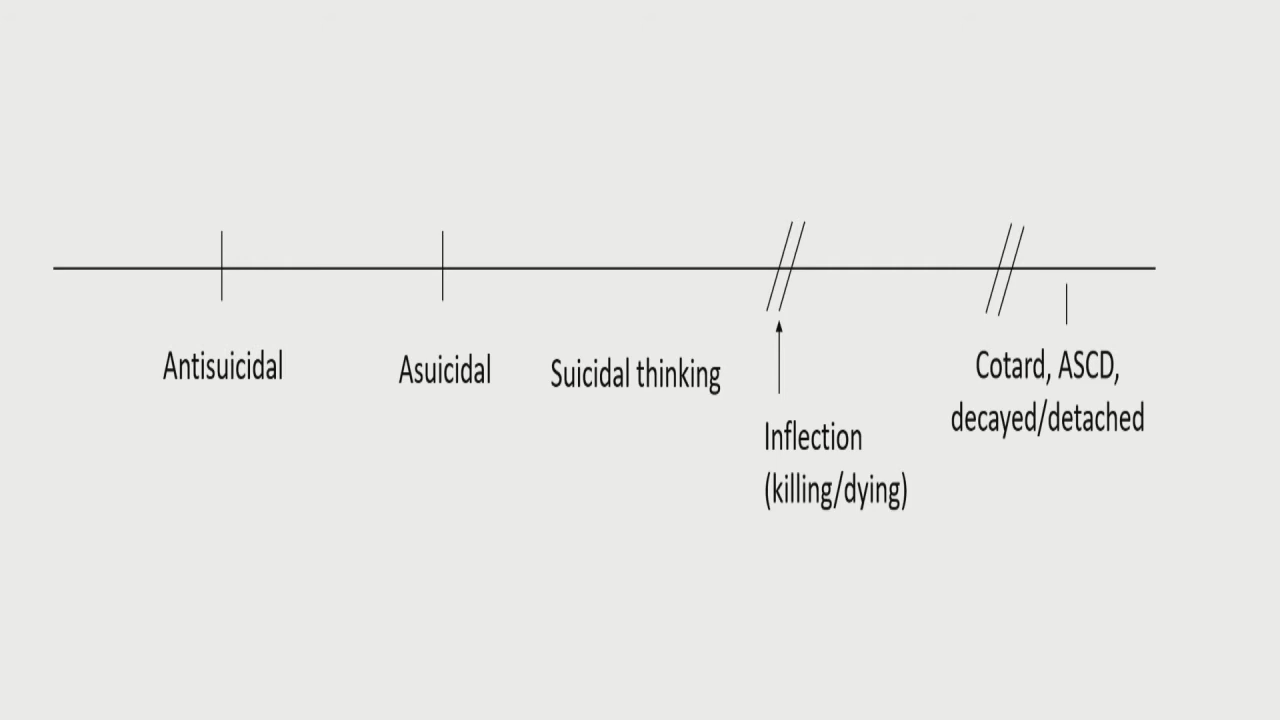 Antisuicidal
Asuicidal
Suicidal thinking
Inflection
(killing/dying)
Cotard, ASCD,
decayed/detached